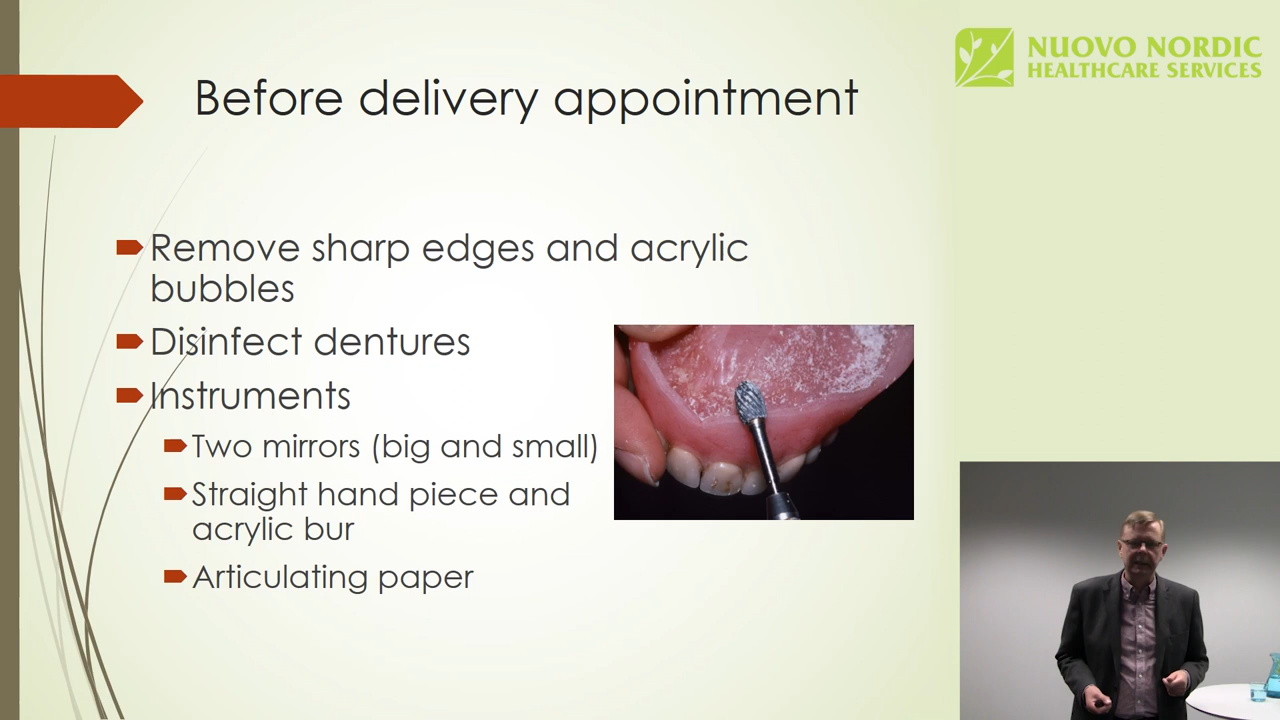 NUOVO NORDIC
HEALTHCARE SERVICES
Before delivery appointment
Remove sharp edges and acrylic
bubbles
Disinfect dentures
Instruments
Two mirrors (big and small)
Straight hand piece and
acrylic bur
Articulating paper